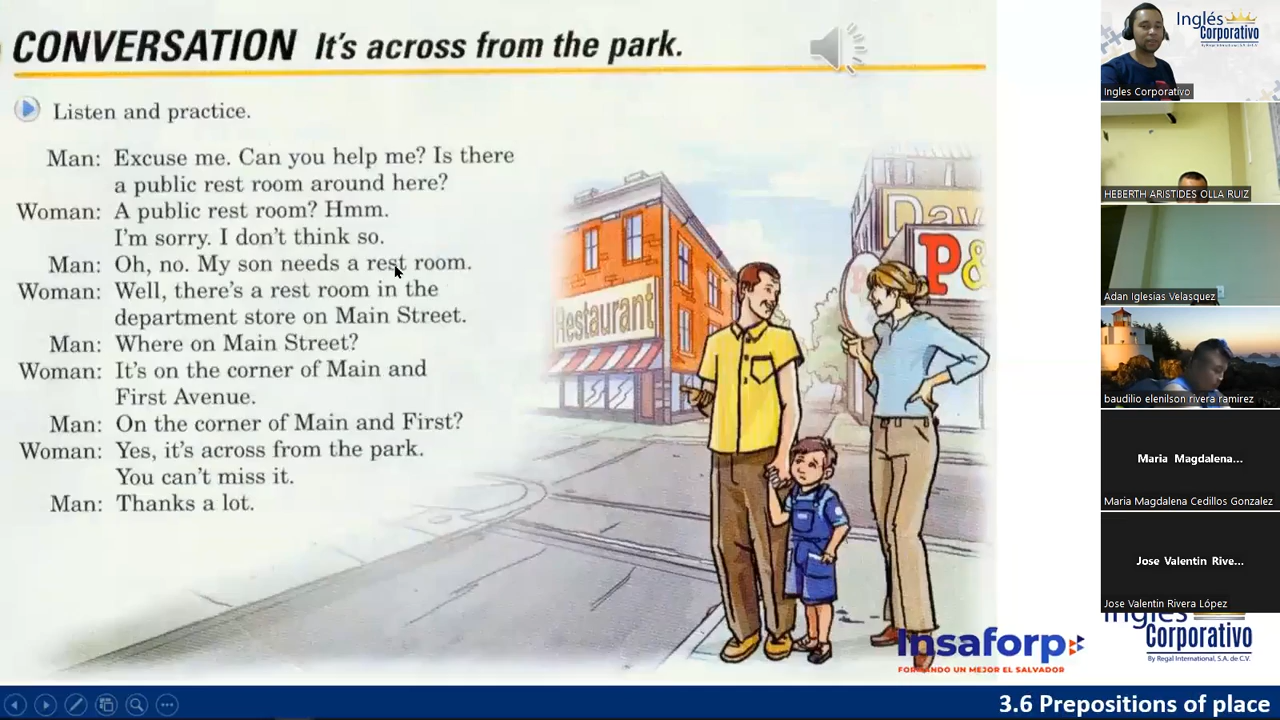 CONVERSATION It's across from the park.
Listen and practice.
Man: Excuse me. Can you help me? Is there
a public rest room around here?
Woman: A public rest room? Hmm.
I'm sorry. I don't think so.
Man: Oh, no. My son needs a rest room.
Woman: Well, there's a rest room in the
department store on Main Street.
Man: Where on Main Street?
Woman: It's on the corner of Main and
First Avenue.
Man: On the corner of Main and First?
Woman: Yes, it's across from the park.
You can't miss it.
Man: Thanks a lot.
Restaurant
Dav
P&
Insaforp
FORMANDO UN MEJOR EL SALVADOR
3.6 Prepositions of place
Inglés
Corporativo
By Regal International, S.A. de C.V.
Ingles Corporativo
HEBERTH ARISTIDES OLLA RUIZ
Adan Iglesias Velasquez
baudilio elenilson rivera ramirez
Maria Magdalena...
Maria Magdalena Cedillos Gonzalez
Jose Valentin Rive...
Jose Valentin Rivera López
Inglés
Corporativo
By Regal International, S.A. de C.V.